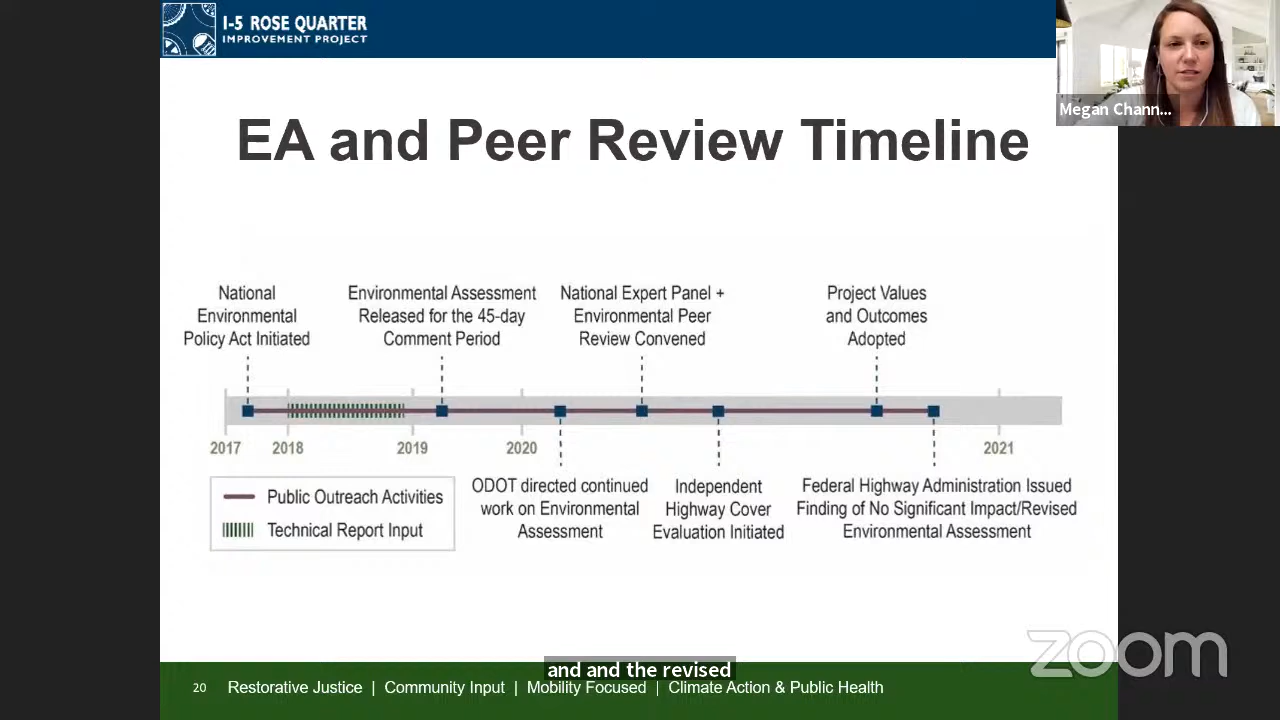 I-5 ROSE QUARTER
IMPROVEMENT PROJECT
Megan Chann...
EA and Peer Review Timeline
National
Environmental
Policy Act Initiated
Environmental Assessment
Released for the 45-day
Comment Period
National Expert Panel +
Environmental Peer
Review Convened
Project Values
and Outcomes
Adopted
2017
2018
2019
2020
2021
Public Outreach Activities
Technical Report Input
ODOT directed continued
work on Environmental
Assessment
Independent
Highway Cover
Evaluation Initiated
Federal Highway Administration Issued
Finding of No Significant Impact/Revised
Environmental Assessment
zoom
and and the revised
20 Restorative Justice | Community Input | Mobility Focused | Climate Action & Public Health